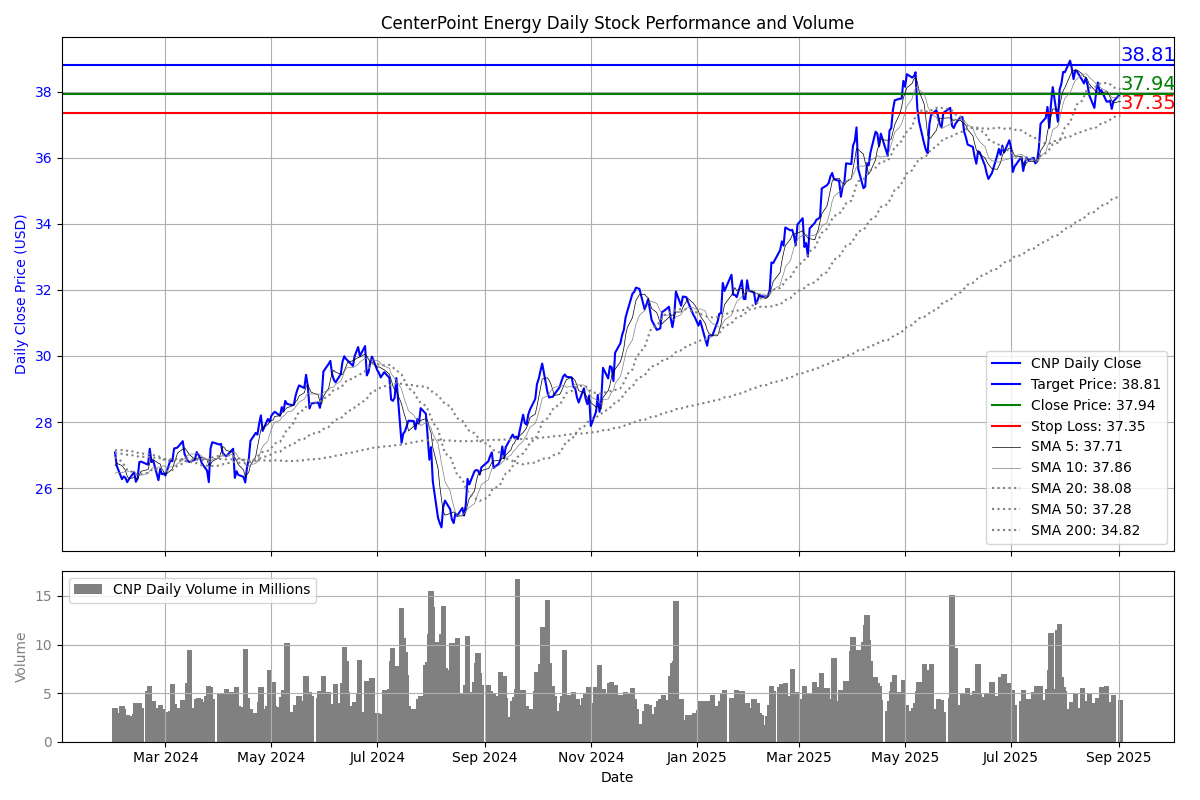 CenterPoint Energy Daily Stock Performance and Volume
Daily Close Price (USD)
38
36
34
32
30
28
26
38.81
37.94
37.35
CNP Daily Close
Target Price: 38.81
Close Price: 37.94
Stop Loss: 37.35
SMA 5: 37.71
SMA 10: 37.86
SMA 20: 38.08
SMA 50: 37.28
SMA 200: 34.82
Volume
15
10
5
0
CNP Daily Volume in Millions
Mar 2024
May 2024
Jul 2024
Sep 2024
Nov 2024
Jan 2025
Mar 2025
May 2025
Jul 2025
Sep 2025
Date